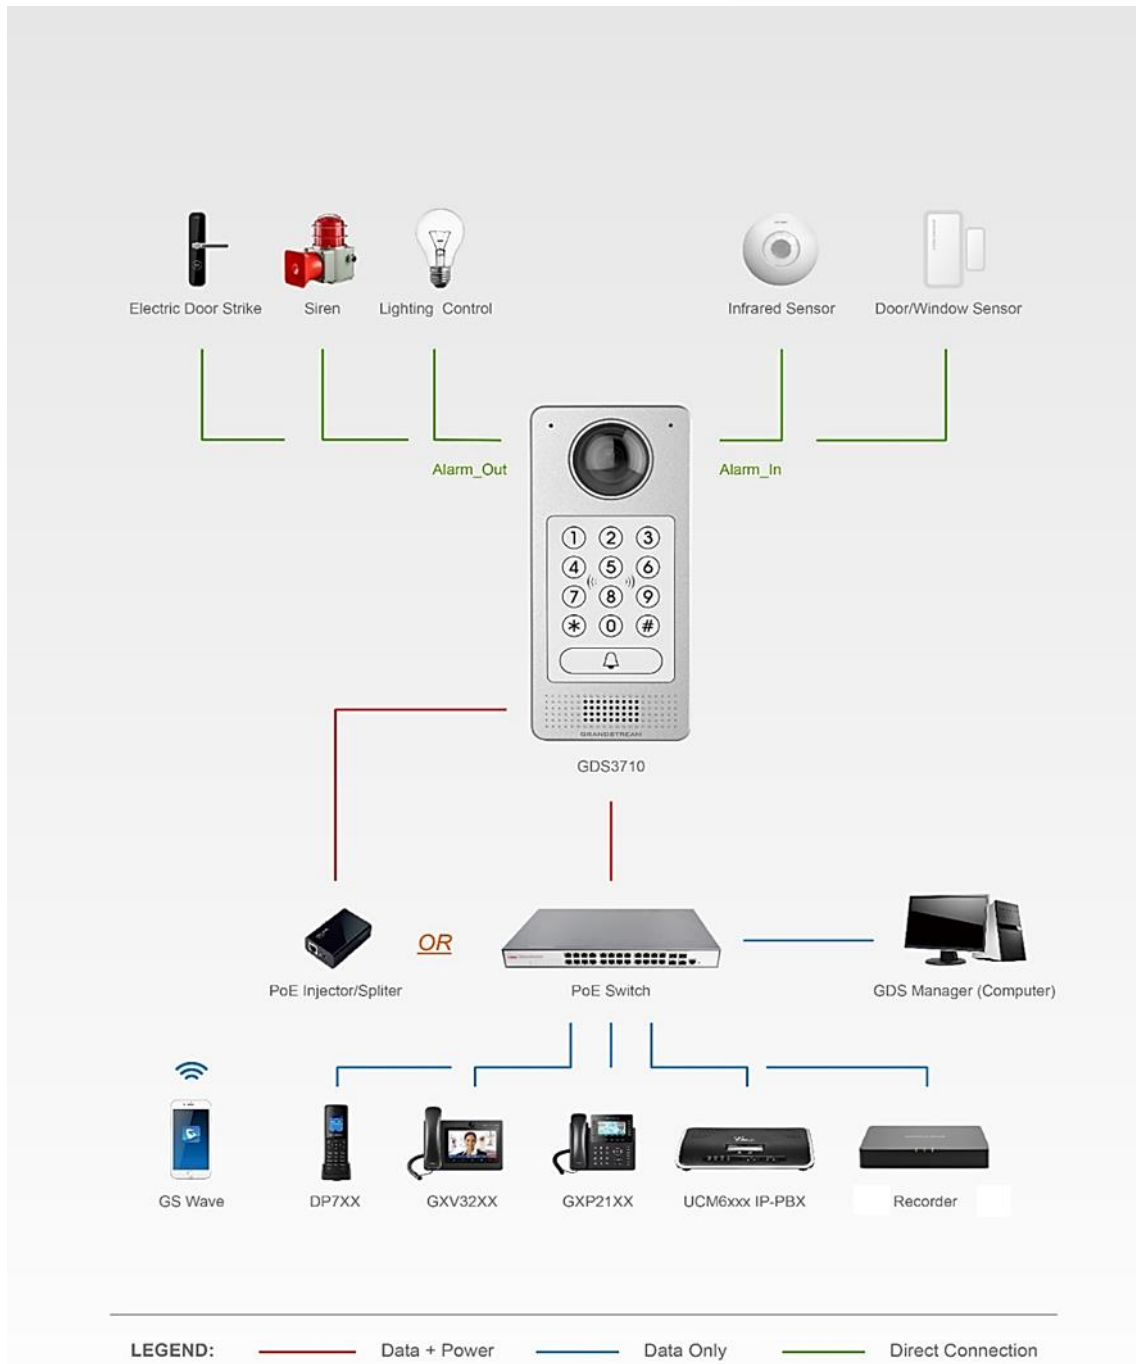 Electric Door Strike
Siren
Lighting Control
Infrared Sensor
Door/Window Sensor
Alarm_Out
Alarm_In
1 2 3
4 5 6
7 8 9
* 0 #
GRANDSTREAM
GDS3710
PoE Injector/Spliter
OR
PoE Switch
GDS Manager (Computer)
GS Wave
DP7XX
GXV32XX
GXP21XX
UCM6xxx IP-PBX
Recorder
LEGEND:
Data + Power
Data Only
Direct Connection